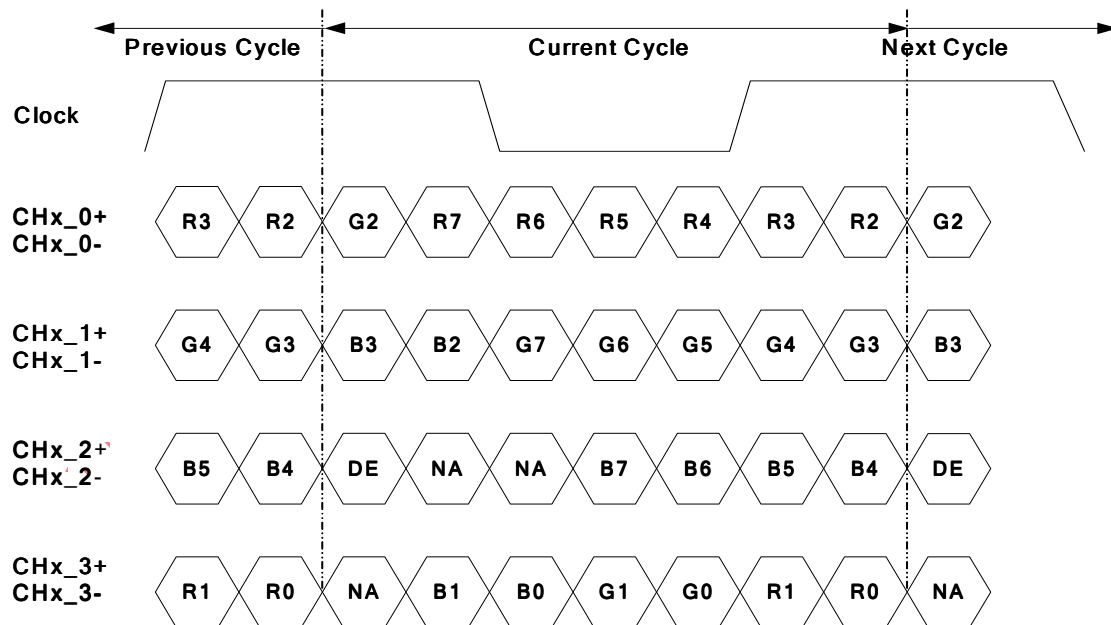 Previous Cycle Current Cycle Next Cycle
Clock
CHx_0+
CHx_0-
R3 R2 G2 R7 R6 R5 R4 R3 R2 G2
CHx_1+
CHx_1-
G4 G3 B3 B2 G7 G6 G5 G4 G3 B3
CHx_2+
CHx_2-
B5 B4 DE NA NA B7 B6 B5 B4 DE
CHx_3+
CHx_3-
R1 R0 NA B1 B0 G1 G0 R1 R0 NA